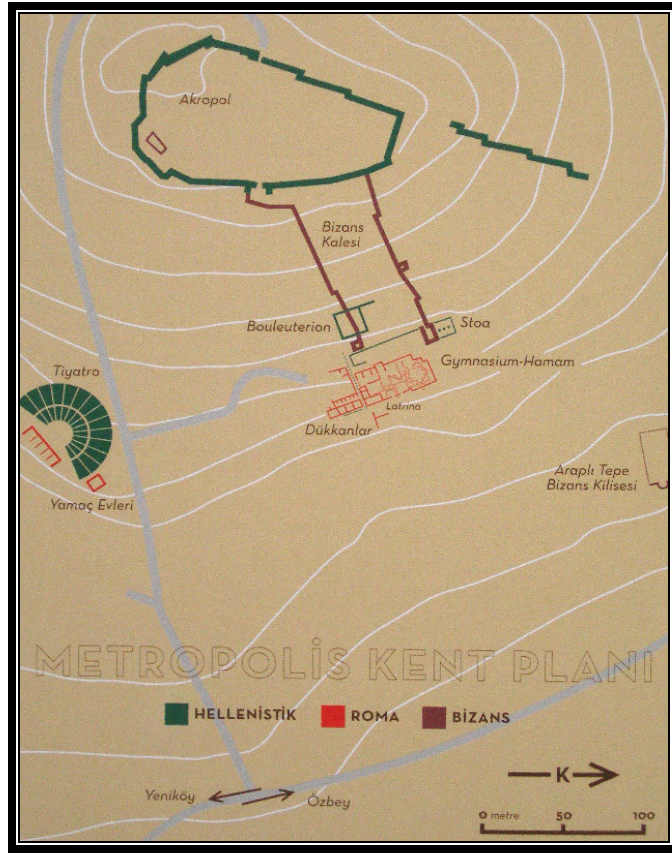 Akropol
Bizans
Kalesi
Bouleuterion
Stoa
Tiyatro
Gymnasium-Hamam
Latrina
Dükkanlar
Araplı Tepe
Bizans Kilisesi
Yamaç Evleri
METROPOLİS KENT PLANI
HELLENİSTİK ROMA BİZANS
K
Yeniköy Özbey
0 metre 50 100